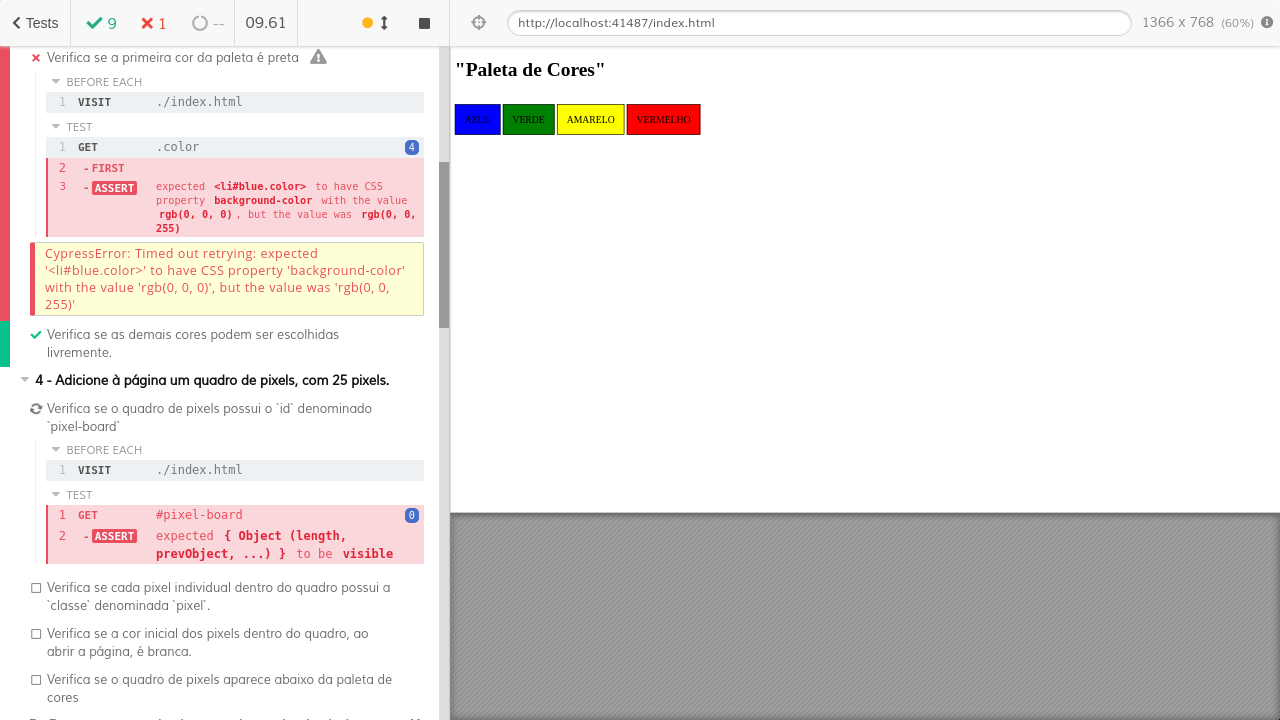 Tests 9 1 -- 09.61
Verifica se a primeira cor da paleta é preta
BEFORE EACH
1 VISIT ./index.html
TEST
1 GET .color 4
2 - FIRST
3 - ASSERT expected <li#blue.color> to have CSS
property background-color with the value
rgb(0, 0, 0), but the value was rgb(0, 0,
255)
CypressError: Timed out retrying: expected
'<li#blue.color>' to have CSS property 'background-color'
with the value 'rgb(0, 0, 0)', but the value was 'rgb(0, 0,
255)'
Verifica se as demais cores podem ser escolhidas
livremente.
4 - Adicione à página um quadro de pixels, com 25 pixels.
Verifica se o quadro de pixels possui o `id` denominado
`pixel-board`
BEFORE EACH
1 VISIT ./index.html
TEST
1 GET #pixel-board 0
2 - ASSERT expected { Object (length,
prevObject, ...) } to be visible
Verifica se cada pixel individual dentro do quadro possui a
`classe` denominada `pixel`.
Verifica se a cor inicial dos pixels dentro do quadro, ao
abrir a página, é branca.
Verifica se o quadro de pixels aparece abaixo da paleta de
cores
http://localhost:41487/index.html 1366 x 768 (60%)
"Paleta de Cores"
AZUL VERDE AMARELO VERMELHO